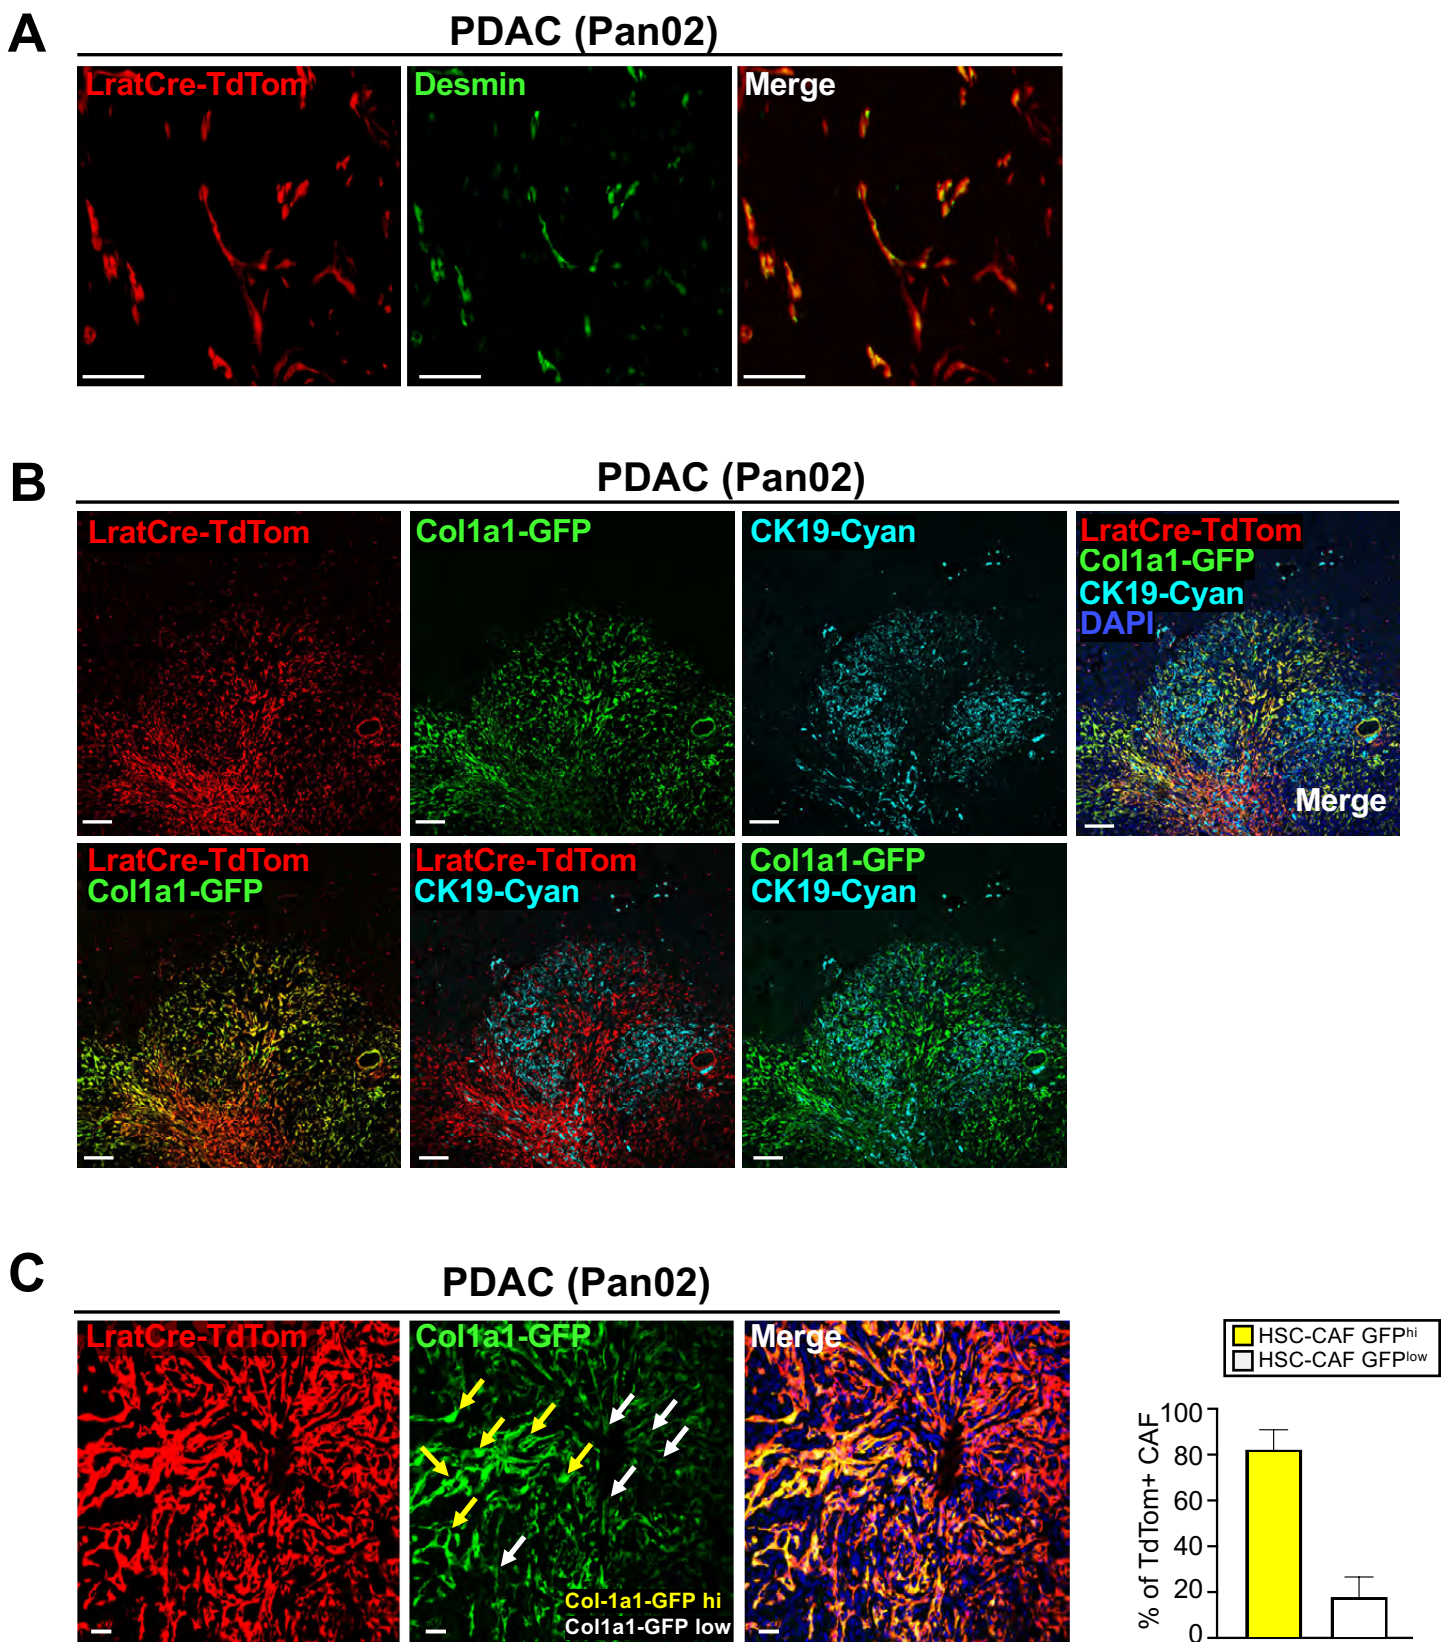 A
PDAC (Pan02)
LratCre-TdTom
Desmin
Merge
B
PDAC (Pan02)
LratCre-TdTom
Col1a1-GFP
CK19-Cyan
LratCre-TdTom
Col1a1-GFP
CK19-Cyan
DAPI
Merge
LratCre-TdTom
Col1a1-GFP
LratCre-TdTom
CK19-Cyan
Col1a1-GFP
CK19-Cyan
C
PDAC (Pan02)
LratCre-TdTom
Col1a1-GFP
Col-1a1-GFP hi
Col1a1-GFP low
Merge
HSC-CAF GFPhi
HSC-CAF GFPlow
% of TdTom+ CAF
100
80
60
40
20
0